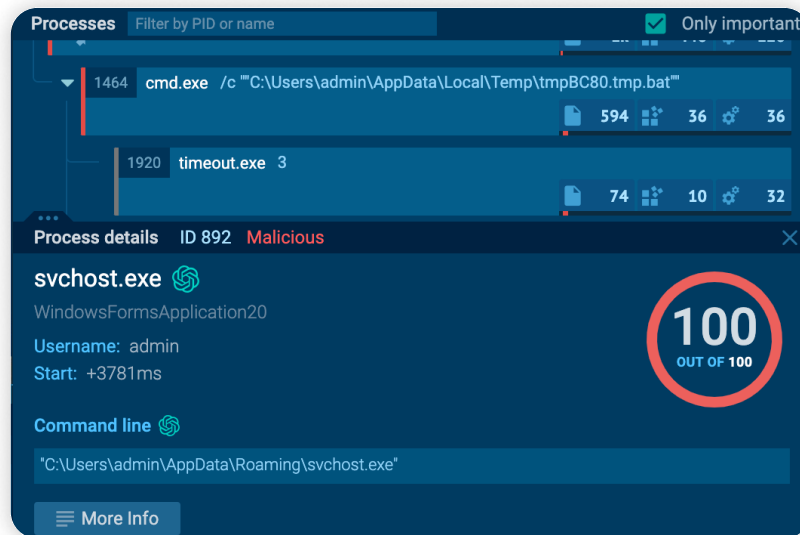 Processes Filter by PID or name Only important
1464 cmd.exe /c ""C:\Users\admin\AppData\Local\Temp\tmpBC80.tmp.bat""
594 36 36
1920 timeout.exe 3
74 10 32
Process details ID 892 Malicious
svchost.exe
WindowsFormsApplication20
100
OUT OF 100
Username: admin
Start: +3781ms
Command line
"C:\Users\admin\AppData\Roaming\svchost.exe"
More Info